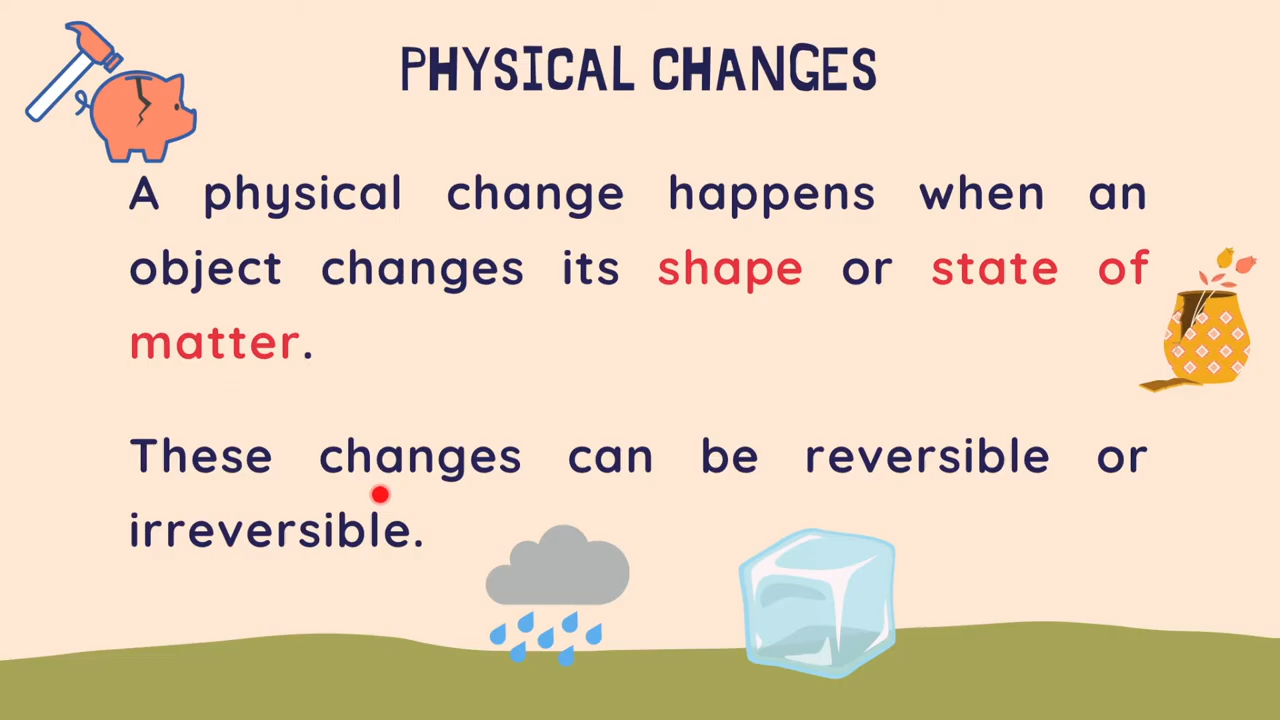 PHYSICAL CHANGES
A physical change happens when an
object changes its shape or state of
matter.
These changes can be reversible or
irreversible.